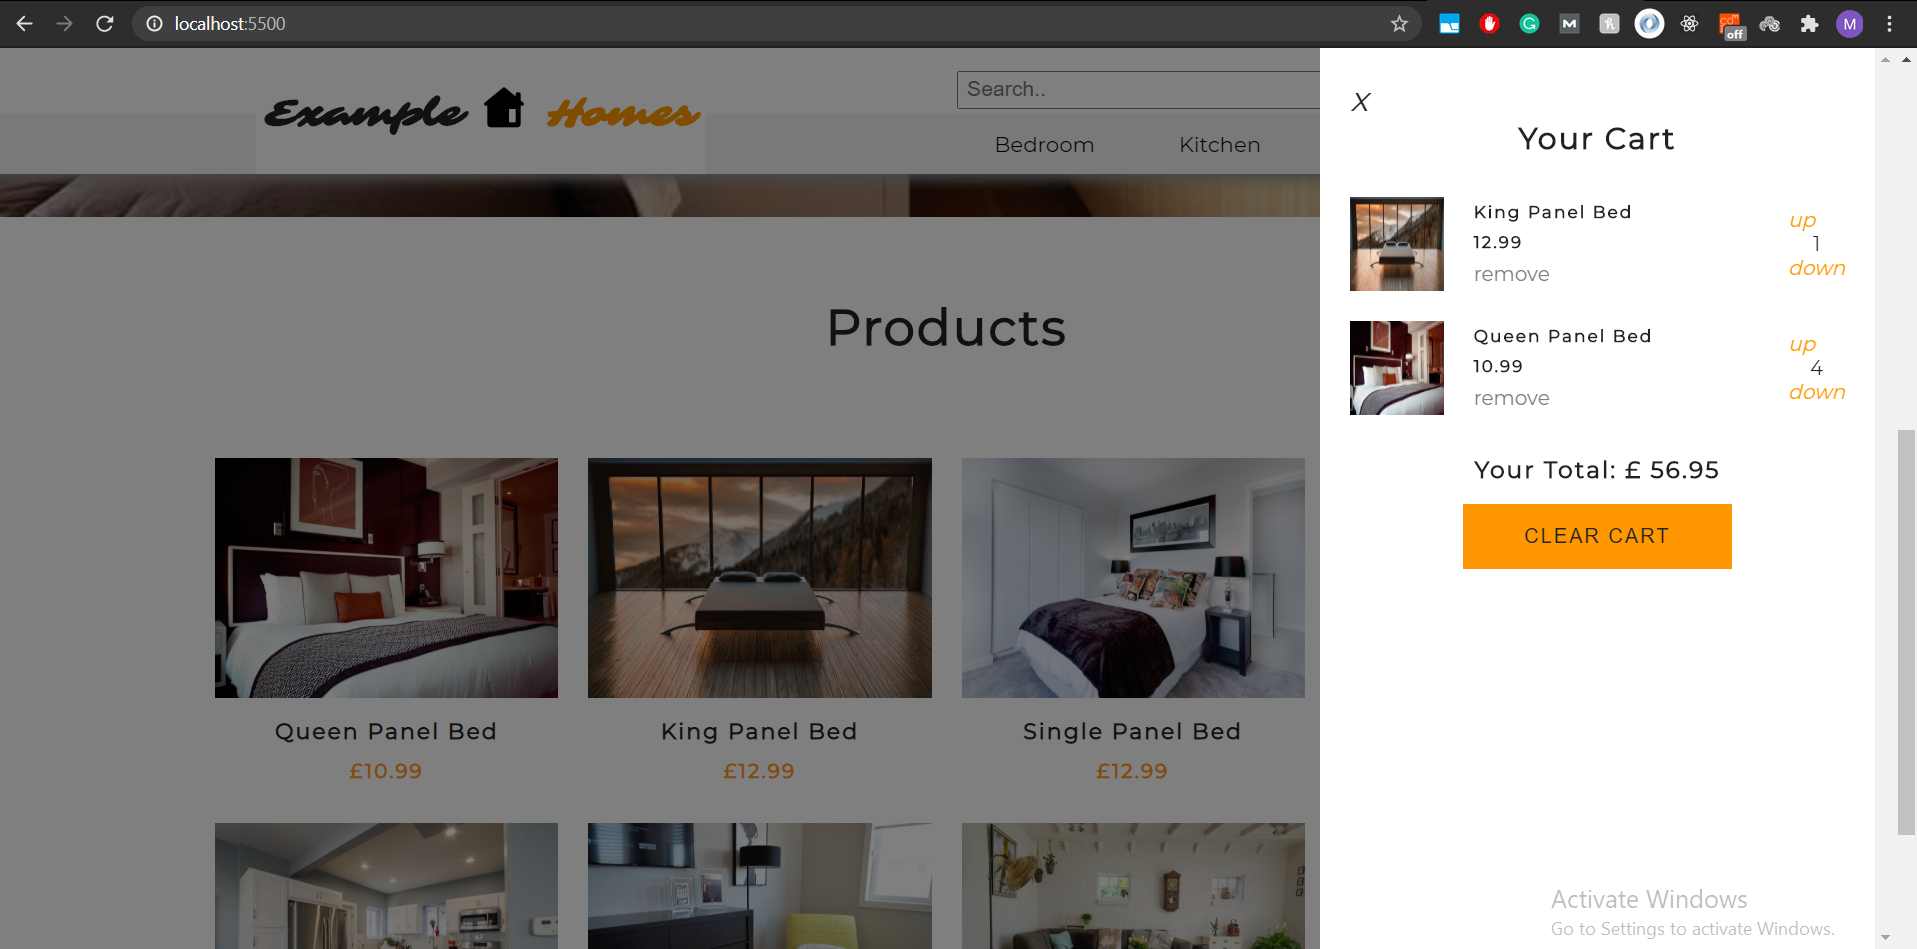 localhost:5500
M
off
Example Homes
Search..
Bedroom
Kitchen
Products
Queen Panel Bed
£10.99
King Panel Bed
£12.99
Single Panel Bed
£12.99
X
Your Cart
King Panel Bed
12.99
remove
up
1
down
Queen Panel Bed
10.99
remove
up
4
down
Your Total: £ 56.95
CLEAR CART
Activate Windows
Go to Settings to activate Windows.